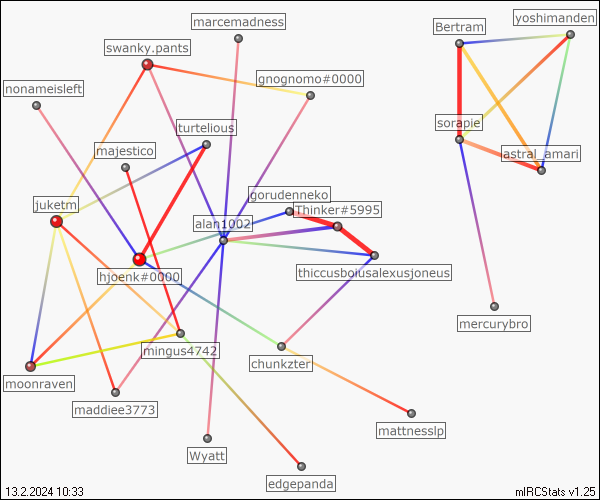 marcemadness
yoshimanden
Bertram
swanky.pants
gnognomo#0000
nonameisleft
turtelious
sorapie
majestico
astral_amari
gorudenneko
juketm
Thinker#5995
alan1002
hjoenk#0000
thiccusbolusalexusjoneus
mercurybro
mingus4742
chunkzter
moonraven
maddiee3773
mattnesslp
Wyatt
edgepanda
13.2.2024 10:33
mIRCStats v1.25